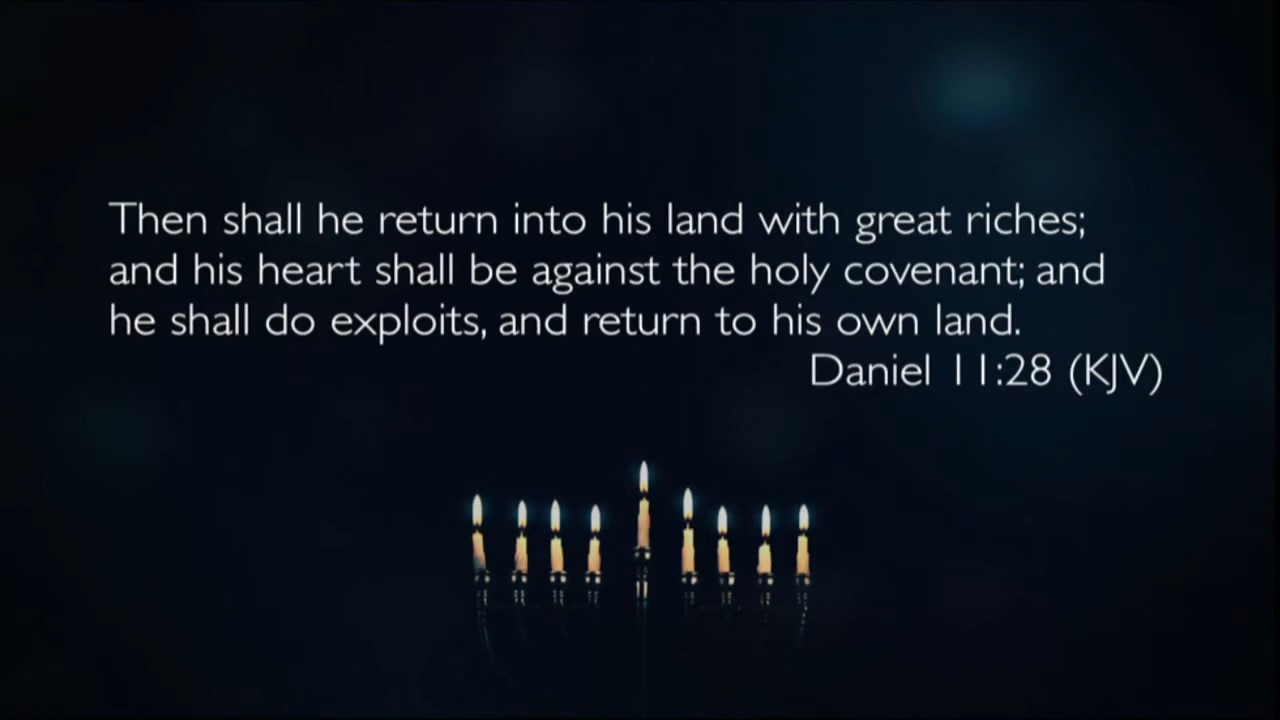 Then shall he return into his land with great riches;
and his heart shall be against the holy covenant; and
he shall do exploits, and return to his own land.
Daniel 11:28 (KJV)